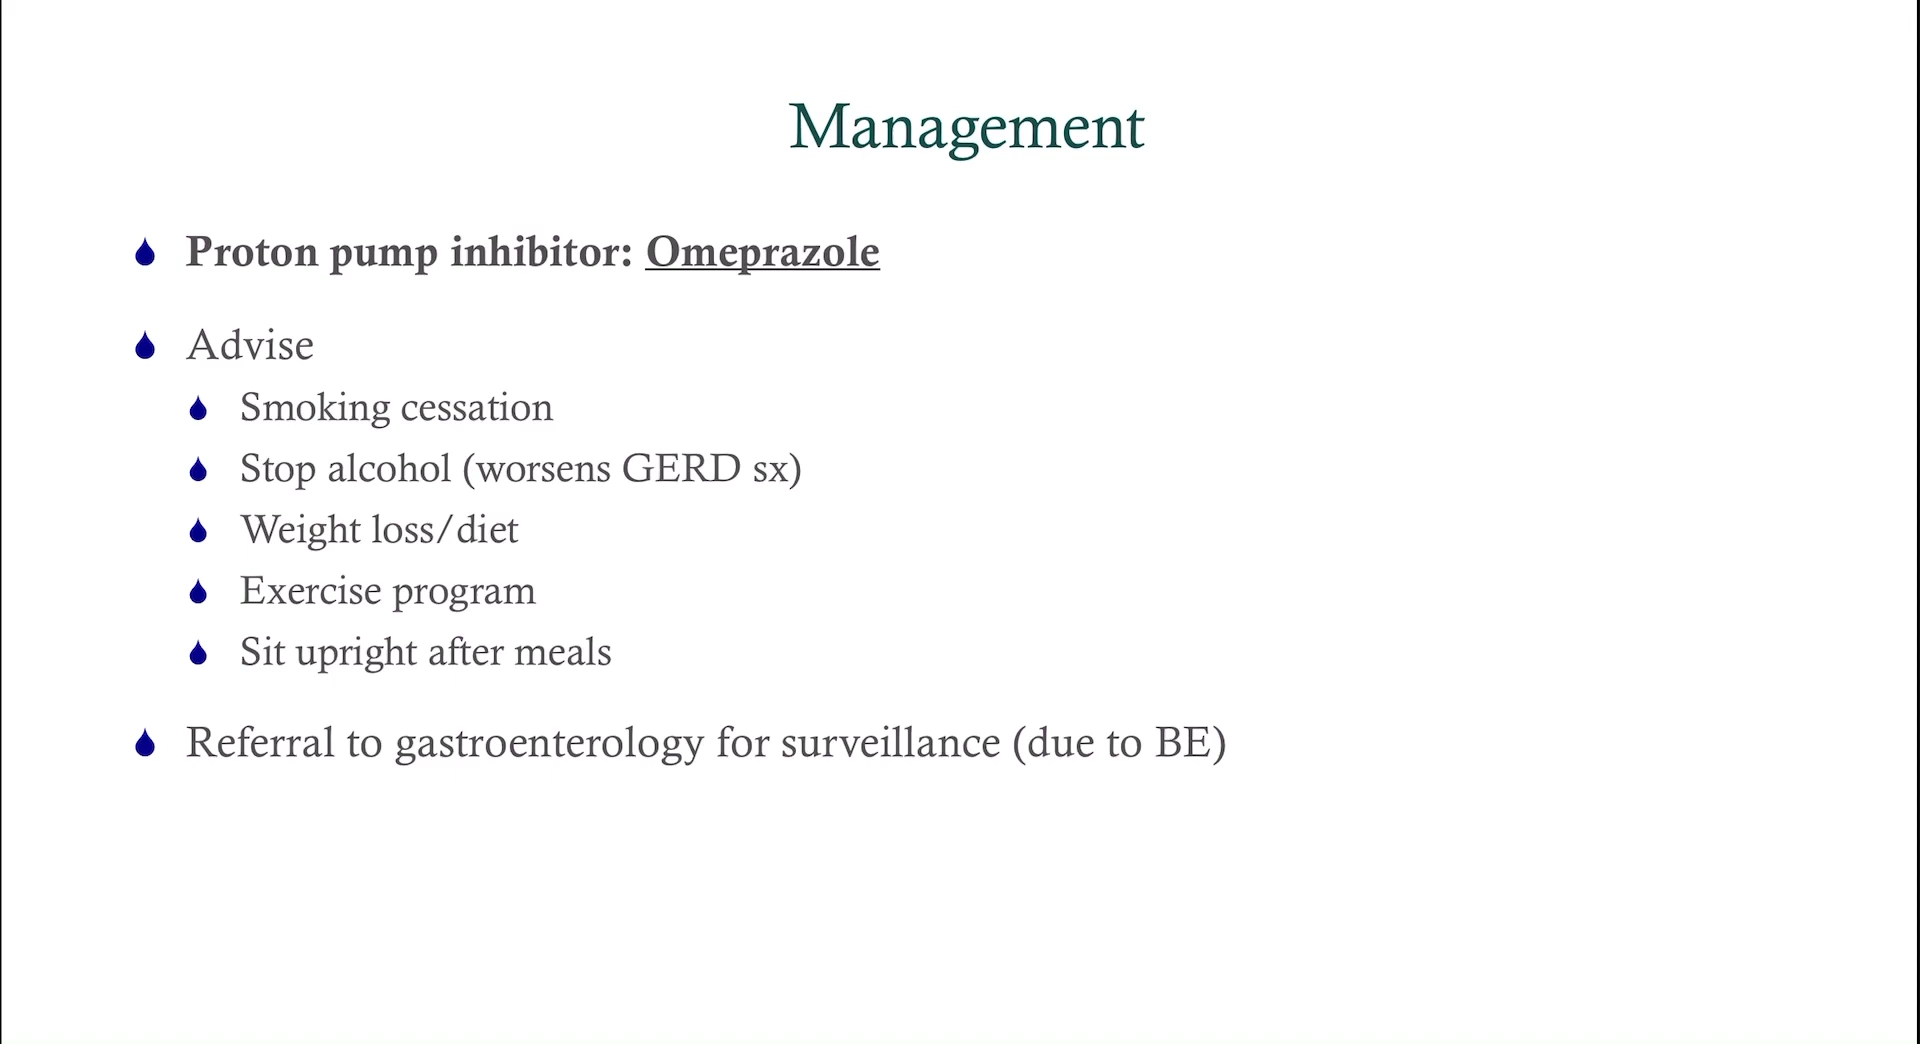 Management
Proton pump inhibitor: Omeprazole
Advise
Smoking cessation
Stop alcohol (worsens GERD sx)
Weight loss/diet
Exercise program
Sit upright after meals
Referral to gastroenterology for surveillance (due to BE)